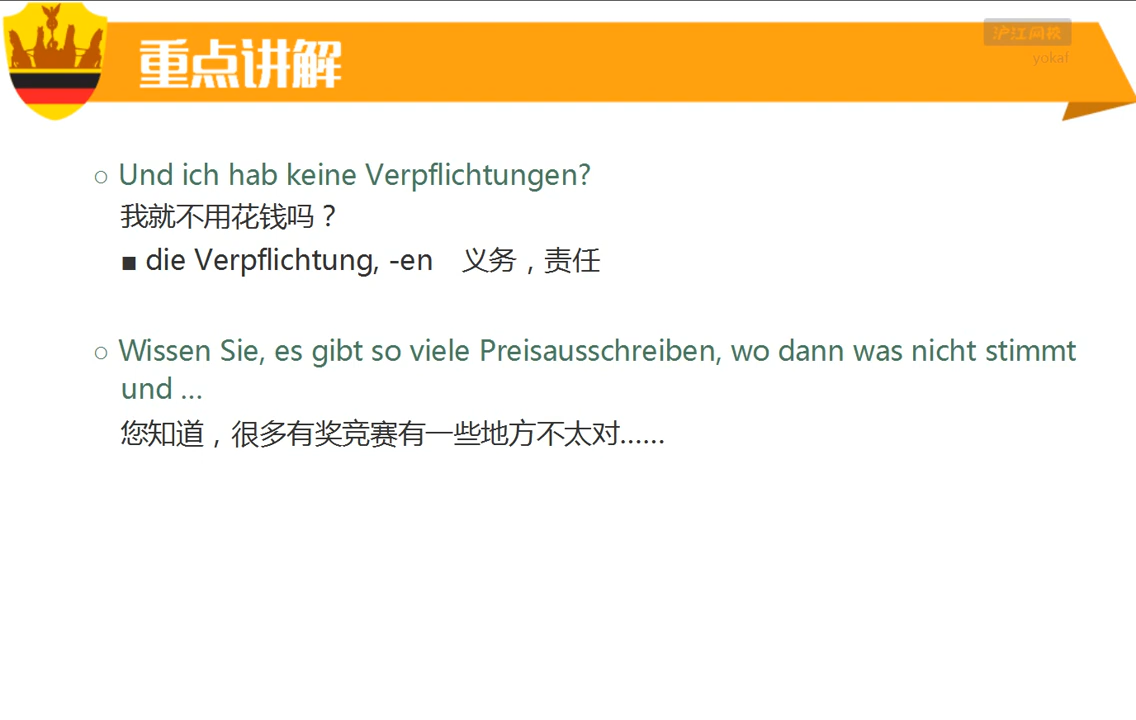 重点讲解
沪江网校
yokaf
○ Und ich hab keine Verpflichtungen?
我就不用花钱吗？
■ die Verpflichtung, -en 义务，责任
○ Wissen Sie, es gibt so viele Preisausschreiben, wo dann was nicht stimmt
und …
您知道，很多有奖竞赛有一些地方不太对……